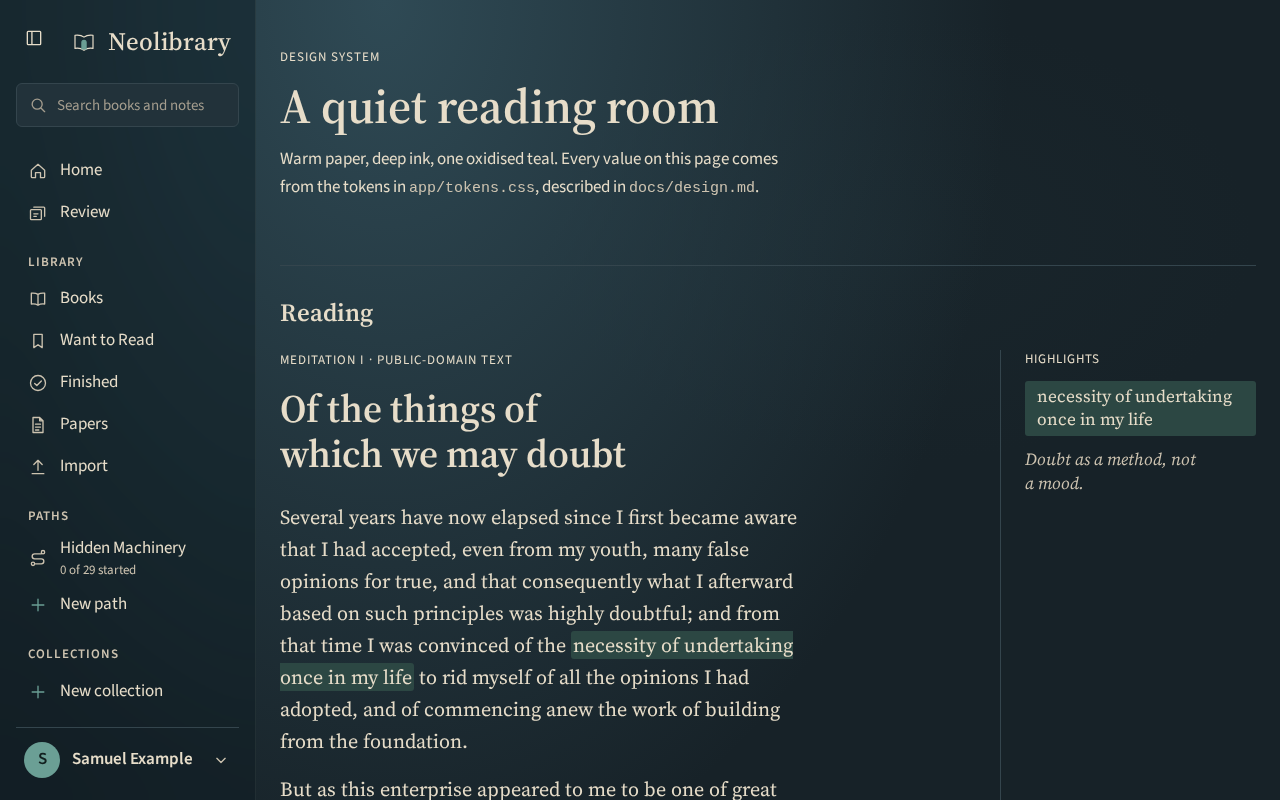 Neolibrary
Search books and notes
Home
Review
LIBRARY
Books
Want to Read
Finished
Papers
Import
PATHS
Hidden Machinery
0 of 29 started
New path
COLLECTIONS
New collection
S
Samuel Example
DESIGN SYSTEM
A quiet reading room
Warm paper, deep ink, one oxidised teal. Every value on this page comes
from the tokens in app/tokens.css, described in docs/design.md.
Reading
MEDITATION I · PUBLIC-DOMAIN TEXT
Of the things of
which we may doubt
Several years have now elapsed since I first became aware
that I had accepted, even from my youth, many false
opinions for true, and that consequently what I afterward
based on such principles was highly doubtful; and from
that time I was convinced of the necessity of undertaking
once in my life to rid myself of all the opinions I had
adopted, and of commencing anew the work of building
from the foundation.
But as this enterprise appeared to me to be one of great
HIGHLIGHTS
necessity of undertaking
once in my life
Doubt as a method, not
a mood.